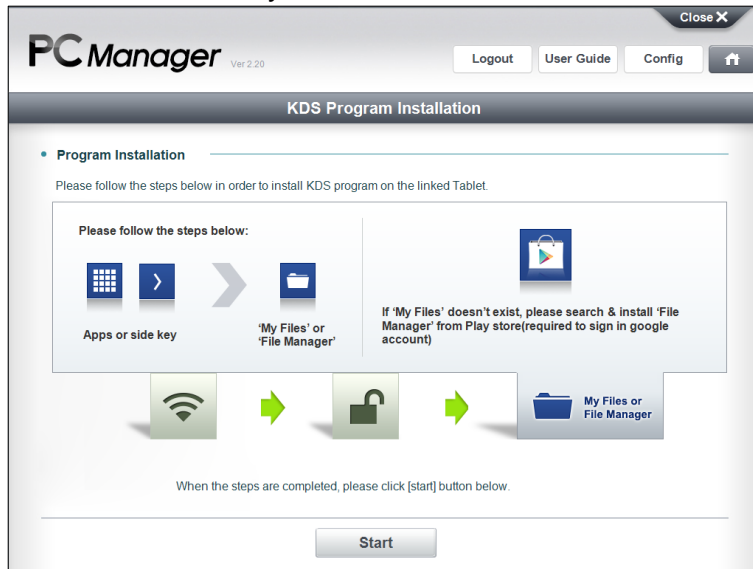 Close X
PC Manager Ver 2.20
Logout
User Guide
Config
KDS Program Installation
Program Installation
Please follow the steps below in order to install KDS program on the linked Tablet.
Please follow the steps below:
Apps or side key
'My Files' or
'File Manager'
If 'My Files' doesn't exist, please search & install 'File
Manager' from Play store(required to sign in google
account)
My Files or
File Manager
When the steps are completed, please click [start] button below.
Start